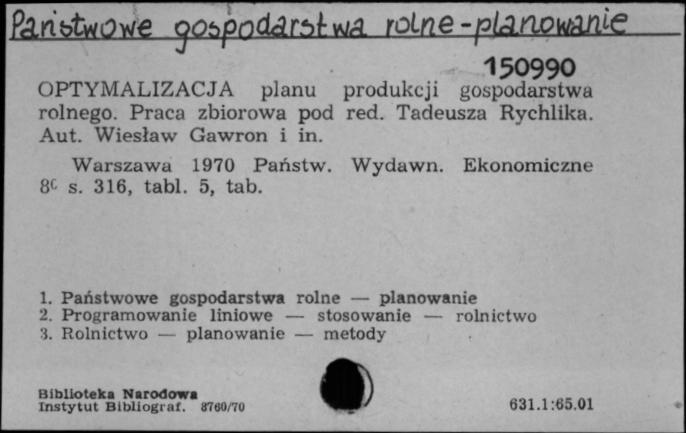 Państwowe gospodarstwa rolne-planowanie
150990
OPTYMALIZACJA planu produkcji gospodarstwa
rolnego. Praca zbiorowa pod red. Tadeusza Rychlika.
Aut. Wiesław Gawron i in.
Warszawa 1970 Państw. Wydawn. Ekonomiczne
8° s. 316, tabl. 5, tab.
1. Państwowe gospodarstwa rolne — planowanie
2. Programowanie liniowe — stosowanie — rolnictwo
3. Rolnictwo — planowanie — metody
Biblioteka Narodowa
Instytut Bibliograf. 8760/70
631.1:65.01